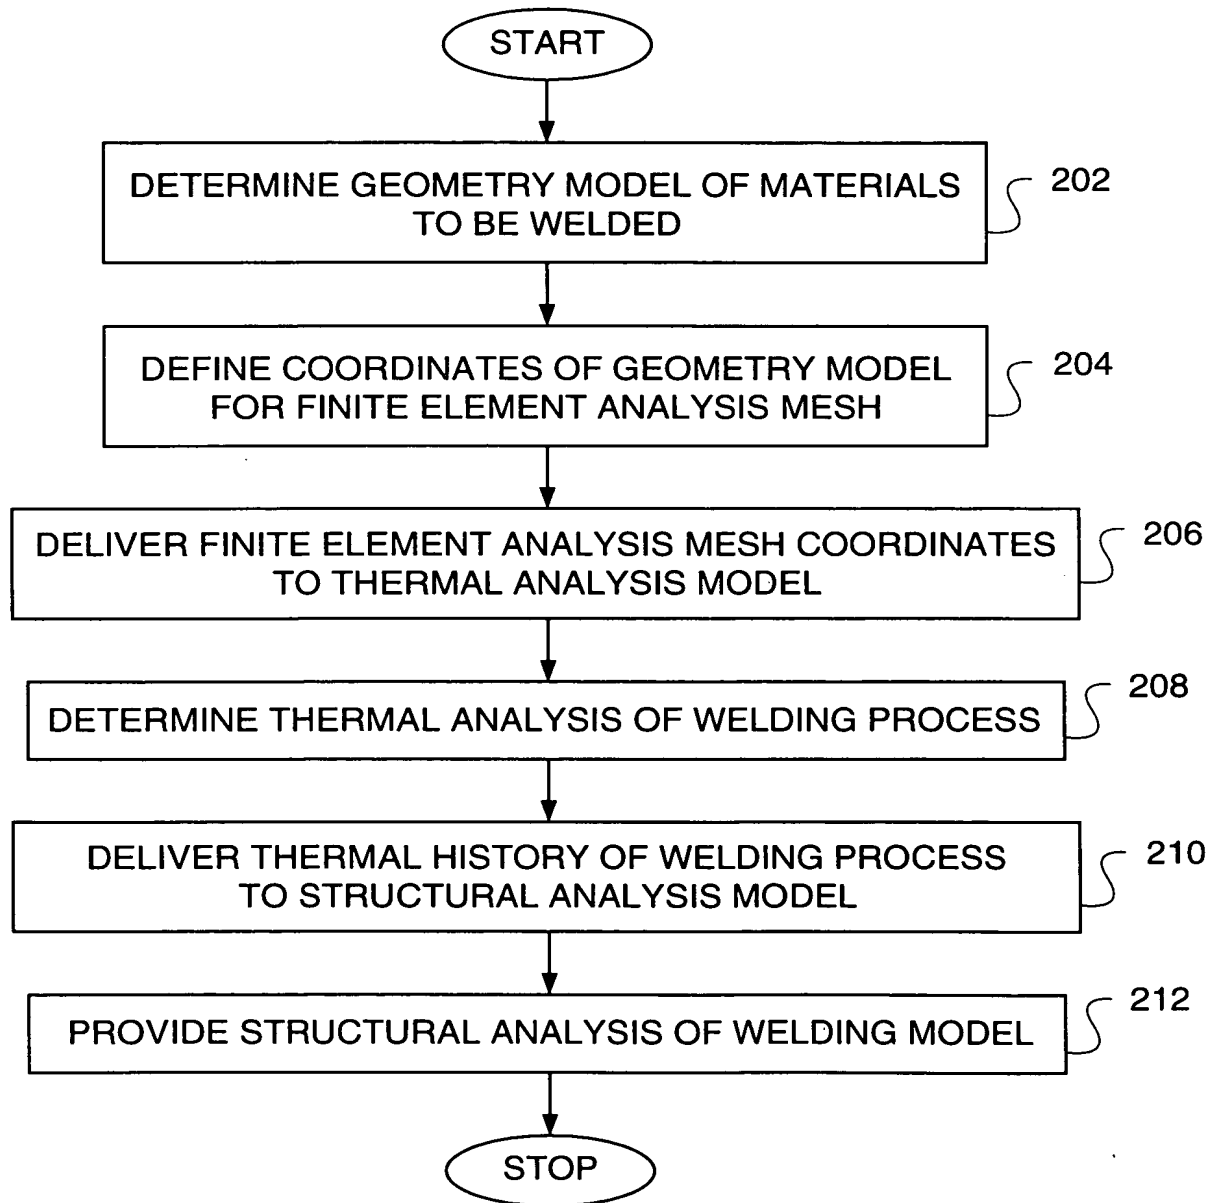 START
DETERMINE GEOMETRY MODEL OF MATERIALS
TO BE WELDED
202
DEFINE COORDINATES OF GEOMETRY MODEL
FOR FINITE ELEMENT ANALYSIS MESH
204
DELIVER FINITE ELEMENT ANALYSIS MESH COORDINATES
TO THERMAL ANALYSIS MODEL
206
DETERMINE THERMAL ANALYSIS OF WELDING PROCESS
208
DELIVER THERMAL HISTORY OF WELDING PROCESS
TO STRUCTURAL ANALYSIS MODEL
210
PROVIDE STRUCTURAL ANALYSIS OF WELDING MODEL
212
STOP